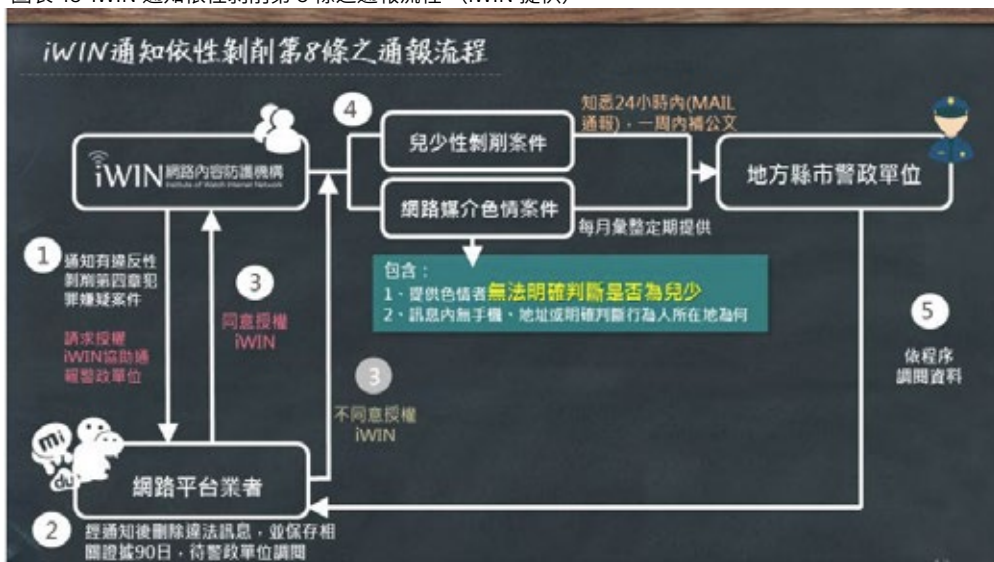 iWIN通知依性剝削第8條之通報流程
4
知悉24小時內(MAIL
通報)，一周內補公文
兒少性剝削案件
iWIN網路內容防護機構
Institute of Watch Internet Network
地方縣市警政單位
網路媒介色情案件
每月彙整定期提供
1
通知有違反性
剝削第四章犯
罪嫌疑案件
請求授權
iWIN協助通
報警政單位
3
同意授權
iWIN
包含：
1、提供色情者無法明確判斷是否為兒少
2、訊息內無手機、地址或明確判斷行為人所在地為何
5
依程序
調閱資料
3
不同意授權
iWIN
mi
du
網路平台業者
2
經通知後刪除違法訊息，並保存相
關證據90日，待警政單位調閱